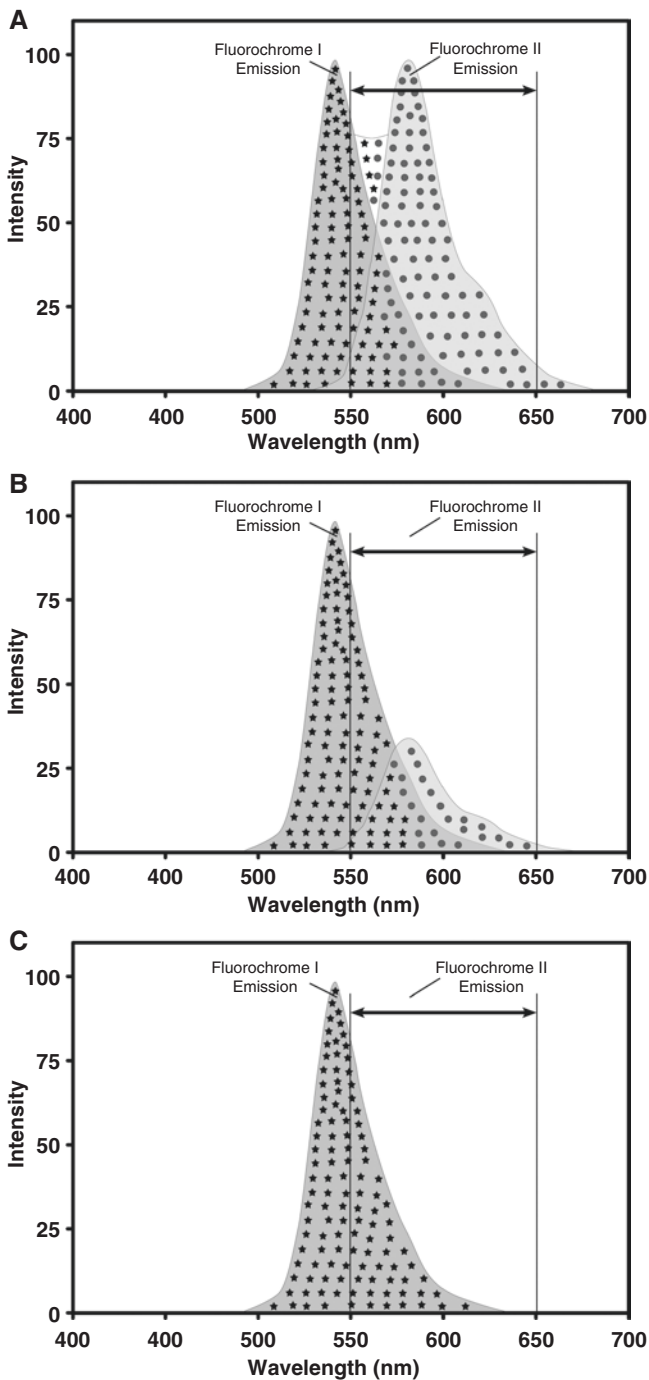 A
Fluorochrome I
Emission
Fluorochrome II
Emission
100
75
50
25
0
Intensity
400 400 500 550 600 650 700
Wavelength (nm)
B
Fluorochrome I
Emission
Fluorochrome II
Emission
100
75
50
25
0
Intensity
400 400 500 550 600 650 700
Wavelength (nm)
C
Fluorochrome I
Emission
Fluorochrome II
Emission
100
75
50
25
0
Intensity
400 400 500 550 600 650 700
Wavelength (nm)